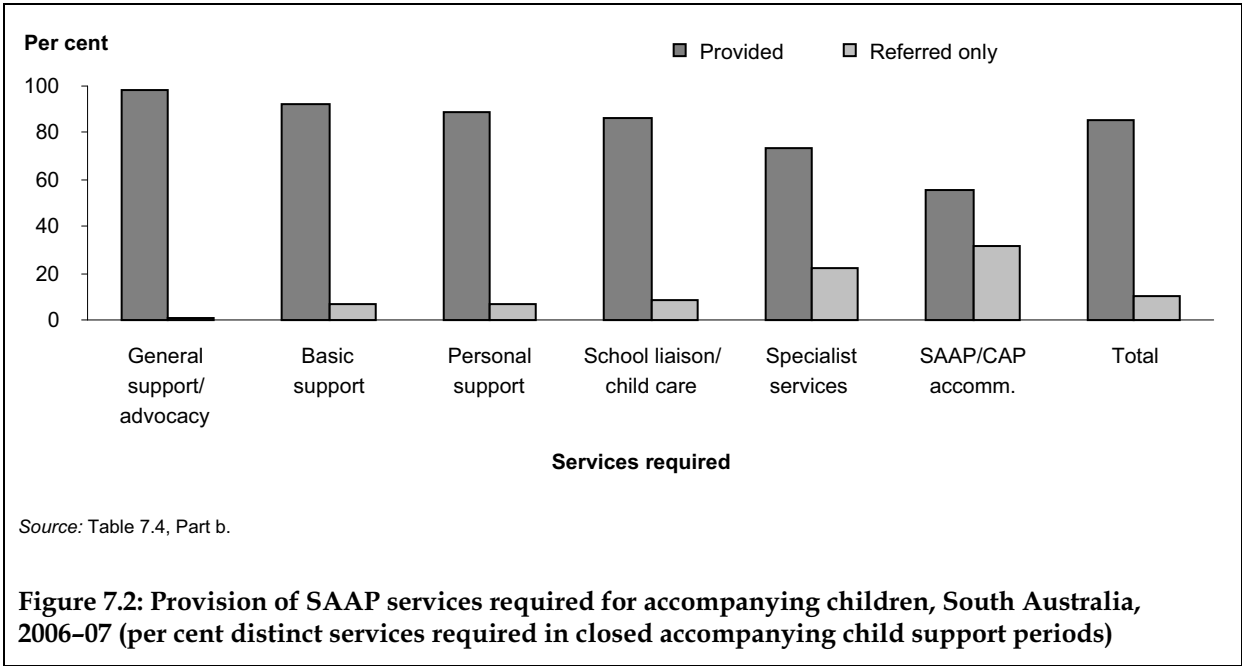 Per cent
Provided
Referred only
100
80
60
40
20
0
General
support/
advocacy
Basic
support
Personal
support
School liaison/
child care
Specialist
services
SAAP/CAP
accomm.
Total
Services required
Source: Table 7.4, Part b.
Figure 7.2: Provision of SAAP services required for accompanying children, South Australia,
2006–07 (per cent distinct services required in closed accompanying child support periods)